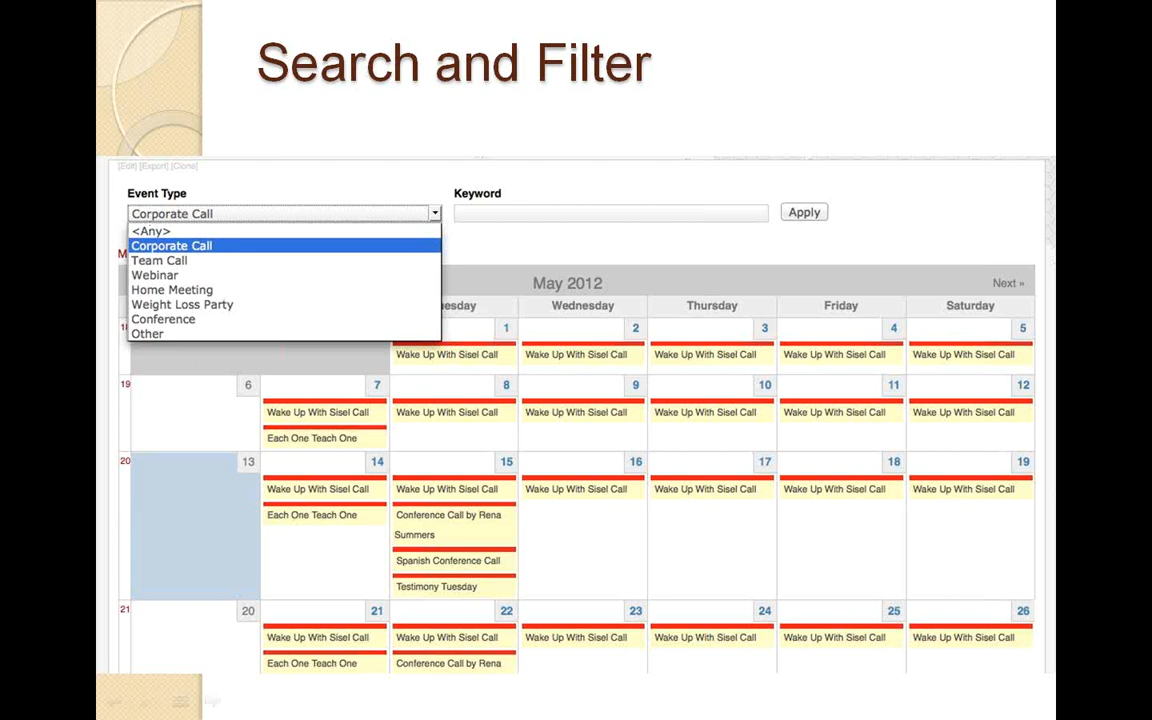 Search and Filter
[Edit] [Export] [Clone]
Event Type
Keyword
Corporate Call
Apply
<Any>
Corporate Call
Team Call
Webinar
Home Meeting
Weight Loss Party
Conference
Other
May 2012
Next »
Wednesday
Thursday
Friday
Saturday
1 2 3 4 5
Wake Up With Sisel Call Wake Up With Sisel Call Wake Up With Sisel Call Wake Up With Sisel Call Wake Up With Sisel Call
19 6 7 8 9 10 11 12
Wake Up With Sisel Call Wake Up With Sisel Call Wake Up With Sisel Call Wake Up With Sisel Call Wake Up With Sisel Call Wake Up With Sisel Call
Each One Teach One
20 13 14 15 16 17 18 19
Wake Up With Sisel Call Wake Up With Sisel Call Wake Up With Sisel Call Wake Up With Sisel Call Wake Up With Sisel Call Wake Up With Sisel Call
Each One Teach One Conference Call by Rena
Summers
Spanish Conference Call
Testimony Tuesday
21 20 21 22 23 24 25 26
Wake Up With Sisel Call Wake Up With Sisel Call Wake Up With Sisel Call Wake Up With Sisel Call Wake Up With Sisel Call Wake Up With Sisel Call
Each One Teach One Conference Call by Rena